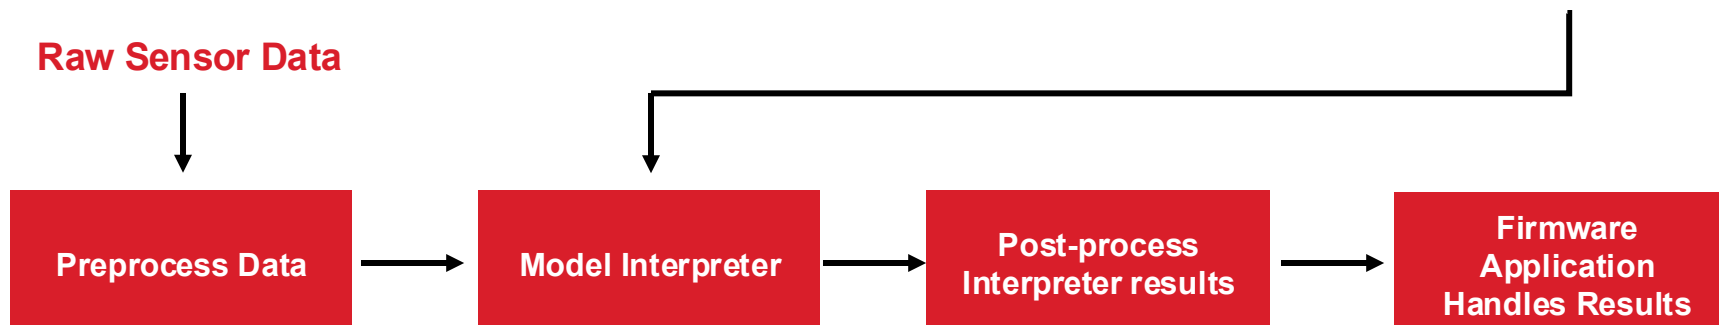 Raw Sensor Data
Preprocess Data
Model Interpreter
Post-process
Interpreter results
Firmware
Application
Handles Results